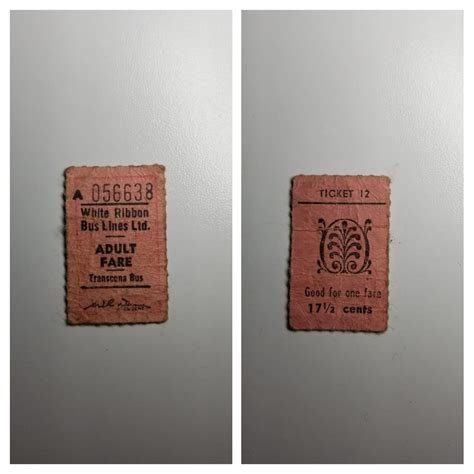 A 056638
White Ribbon
Bus Lines Ltd.
ADULT
FARE
Transcona Bus
TICKET 12
Good for one fare
17½ cents